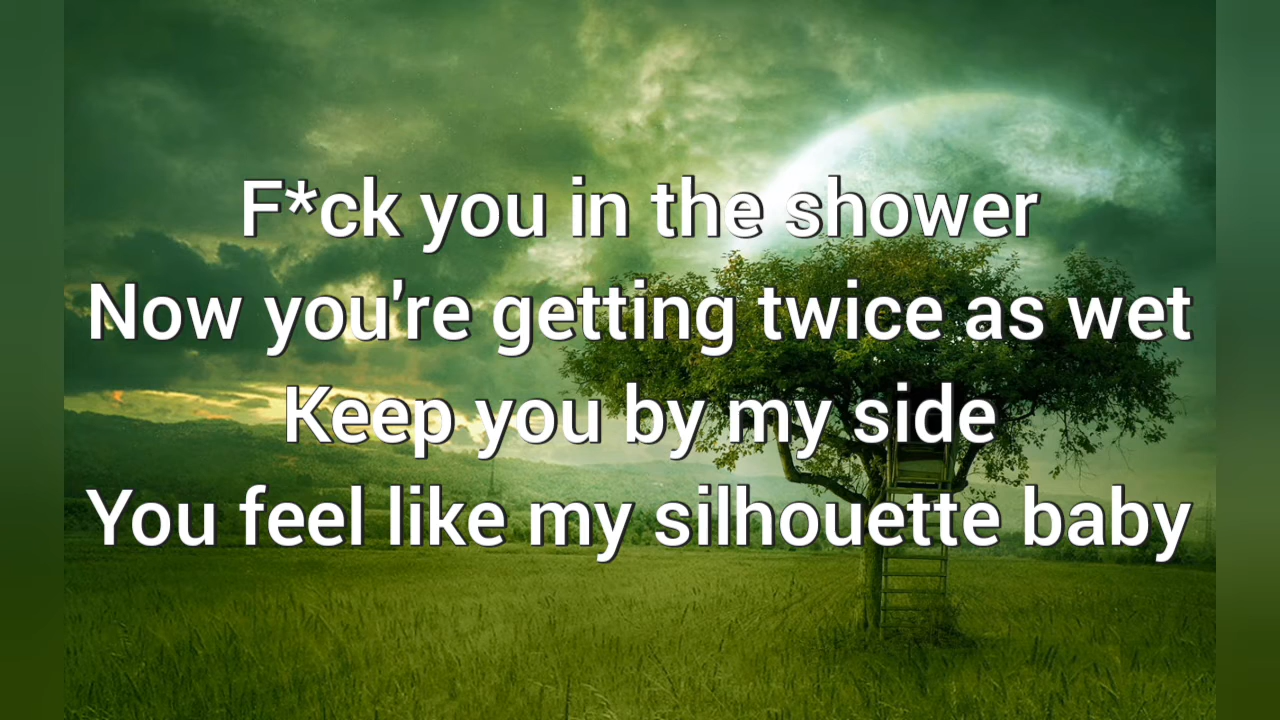 F*ck you in the shower
Now you're getting twice as wet
Keep you by my side
You feel like my silhouette baby